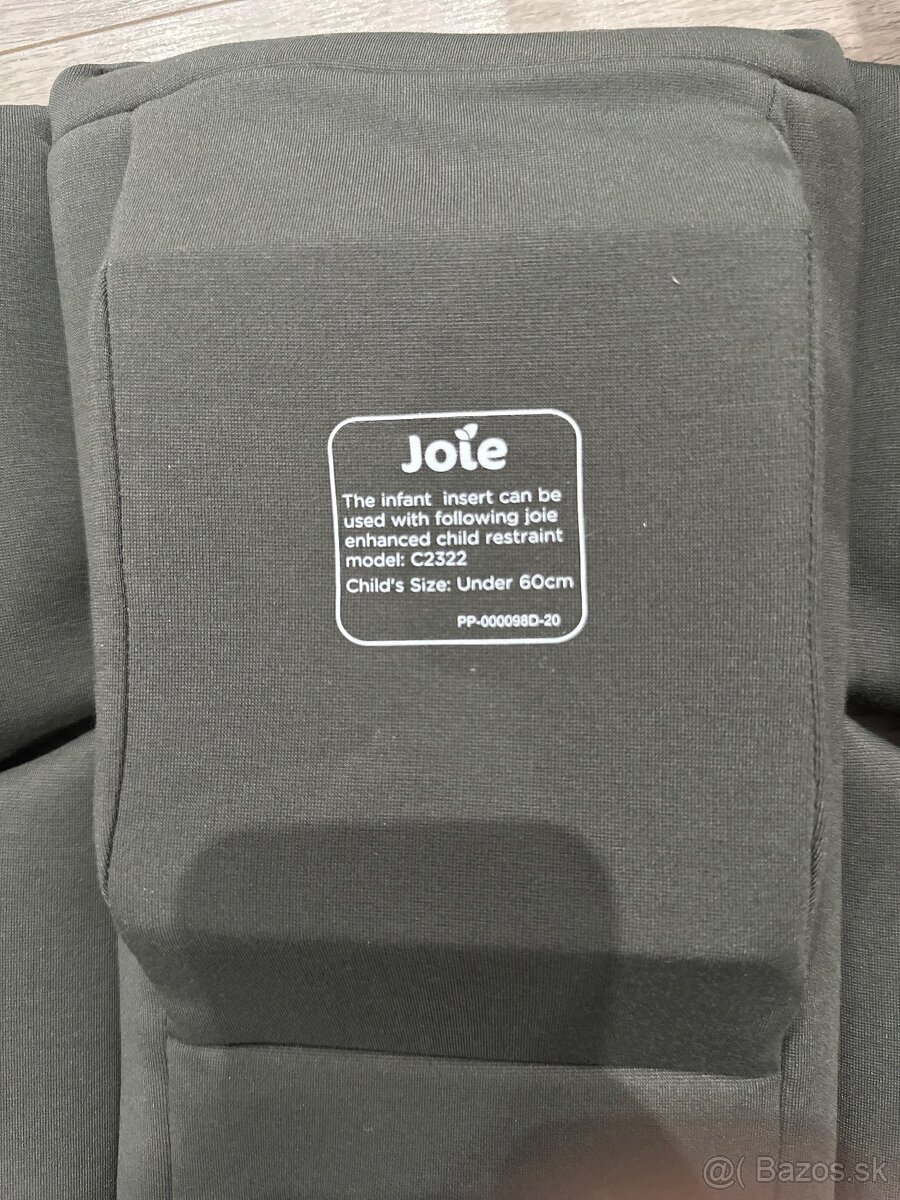 Joie
The infant insert can be
used with following joie
enhanced child restraint
model: C2322
Child's Size: Under 60cm
PP-000098D-20
@( Bazos.sk